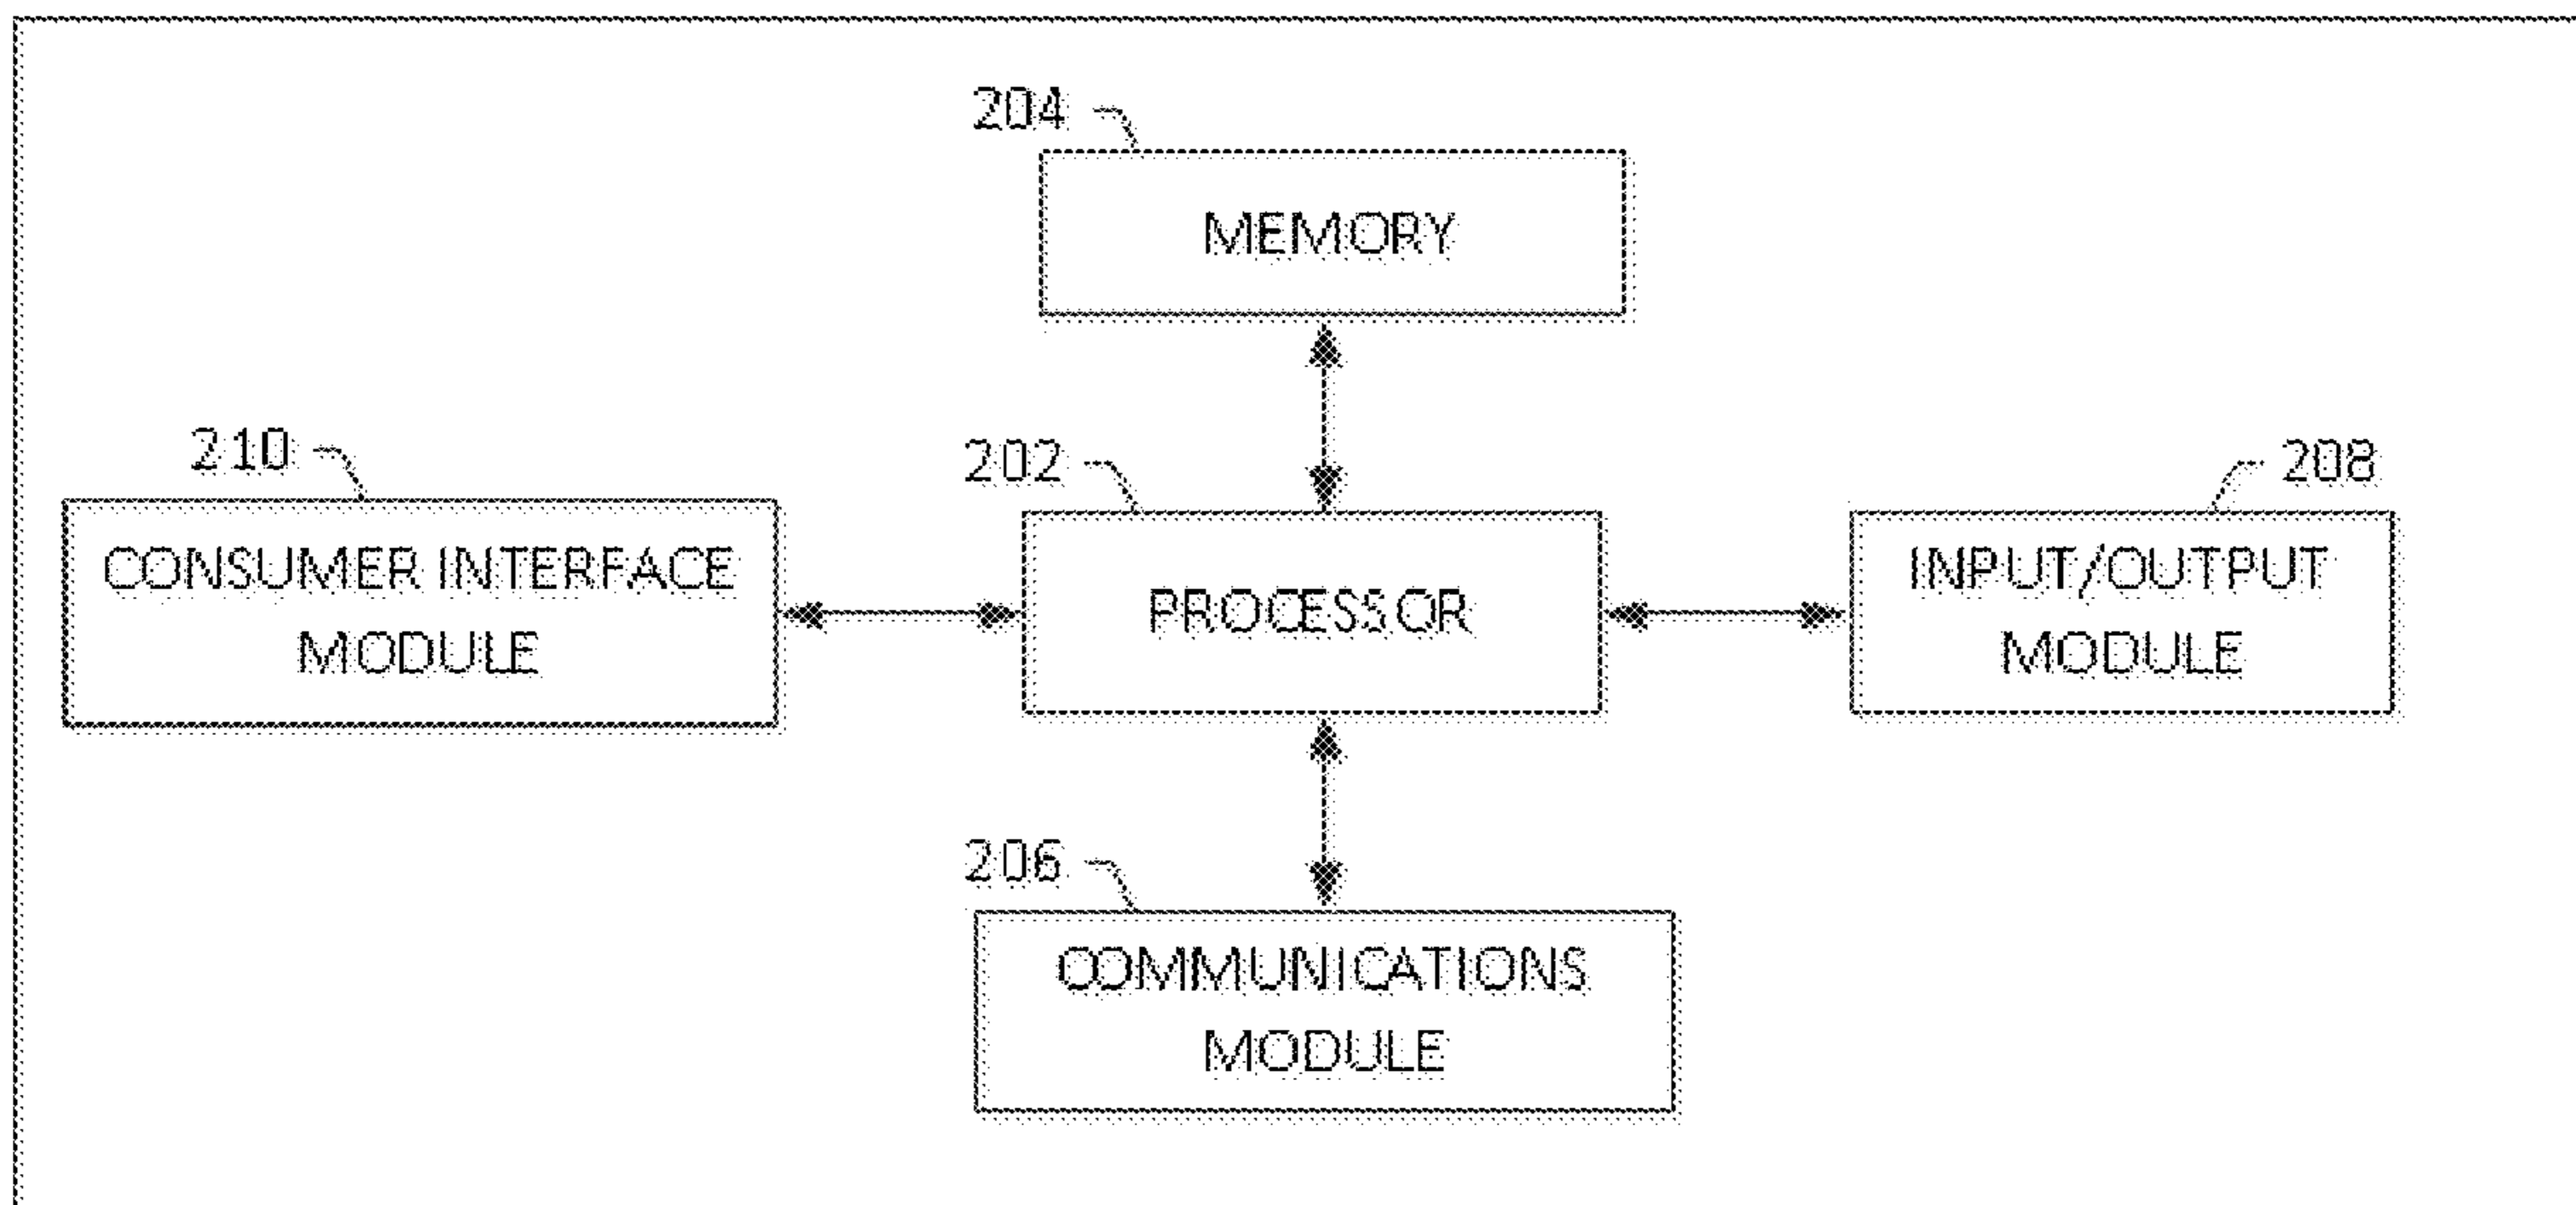 204
MEMORY
210
202
208
CONSUMER INTERFACE
MODULE
PROCESSOR
INPUT/OUTPUT
MODULE
206
COMMUNICATIONS
MODULE